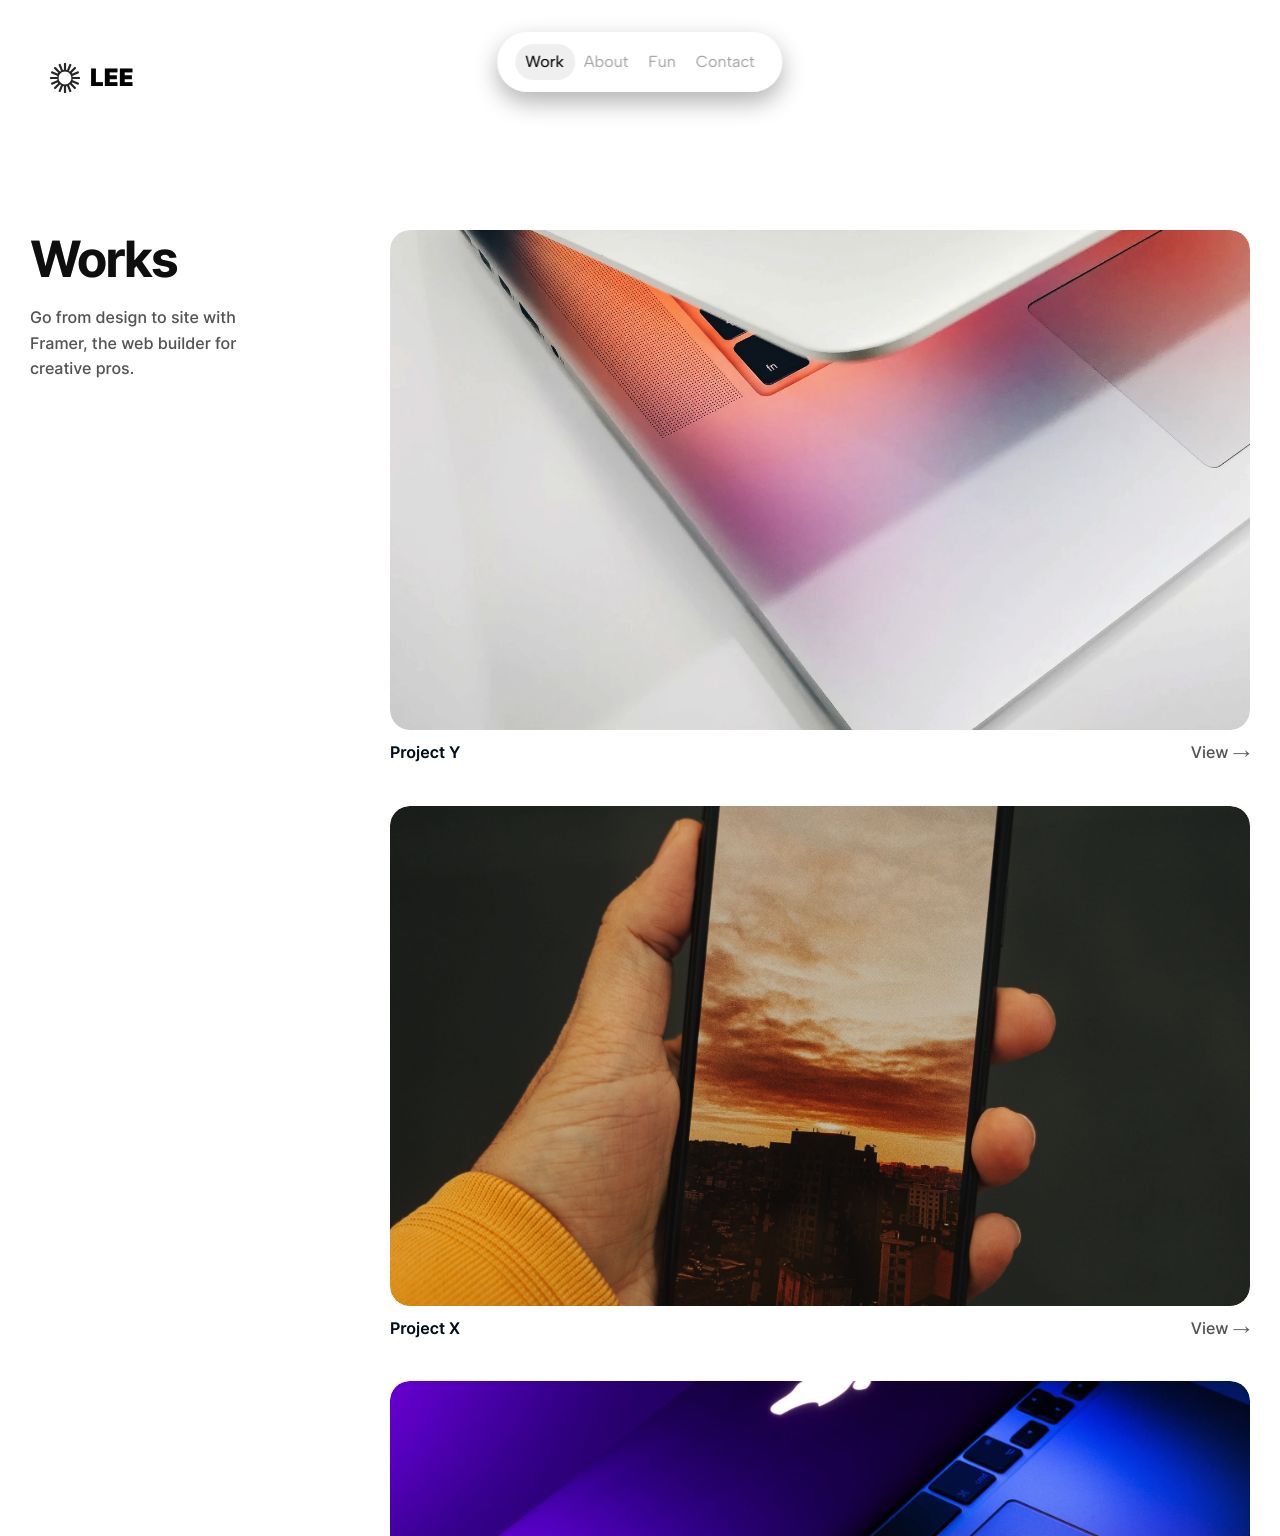 LEE
Work About Fun Contact
Works
Go from design to site with
Framer, the web builder for
creative pros.
fn
Project Y
View →
Project X
View →